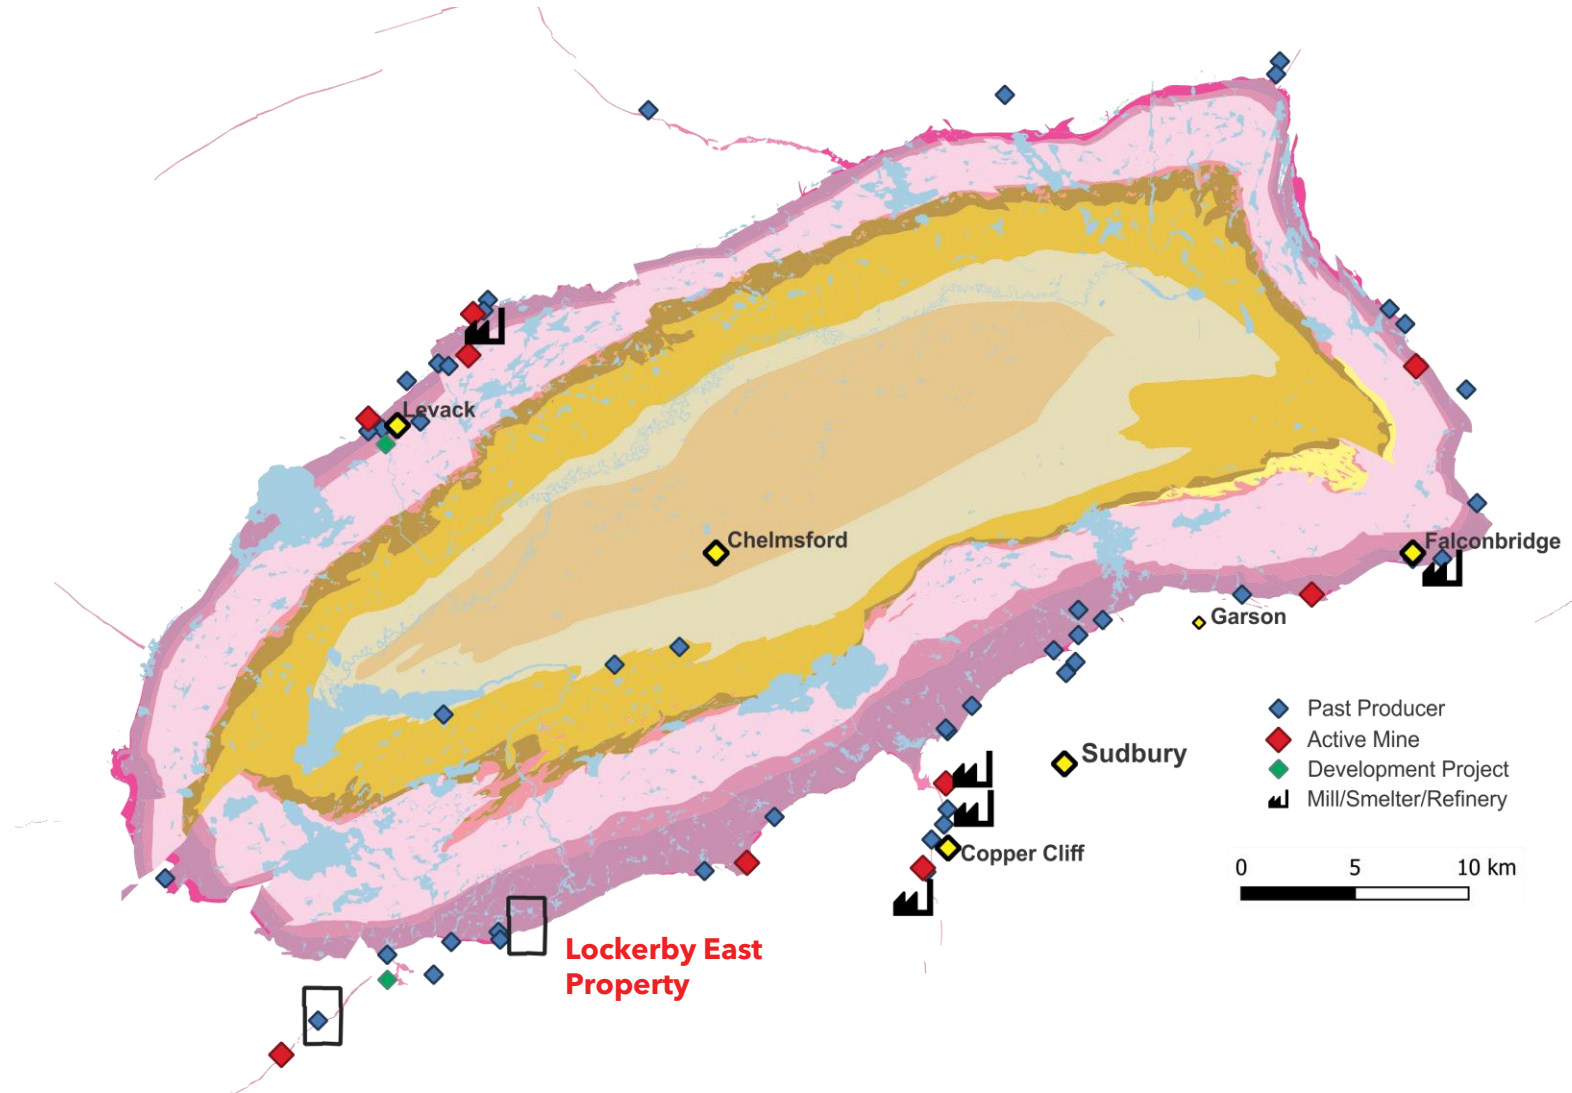 Levack
Chelmsford
Falconbridge
Garson
Past Producer
Active Mine
Development Project
Mill/Smelter/Refinery
Sudbury
Copper Cliff
0 5 10 km
Lockerby East
Property